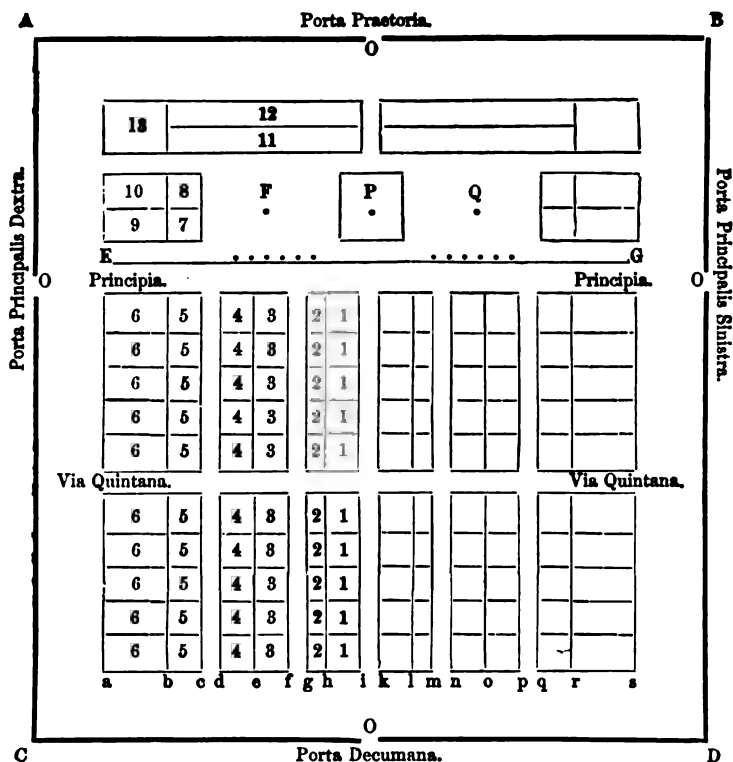 A Porta Praetoria. B
O
13 12
11
10 8 F P Q
9 7
E G
Porta Principalis Dextra.
Porta Principalis Sinistra.
O Principia. Principia. O
6 5 4 3 2 1
6 5 4 3 2 1
6 5 4 3 2 1
6 5 4 3 2 1
6 5 4 3 2 1
Via Quintana. Via Quintana.
6 5 4 3 2 1
6 5 4 3 2 1
6 5 4 3 2 1
6 5 4 3 2 1
6 5 4 3 2 1
a b c d e f g h i k l m n o p q r s
O
C Porta Decumana. D